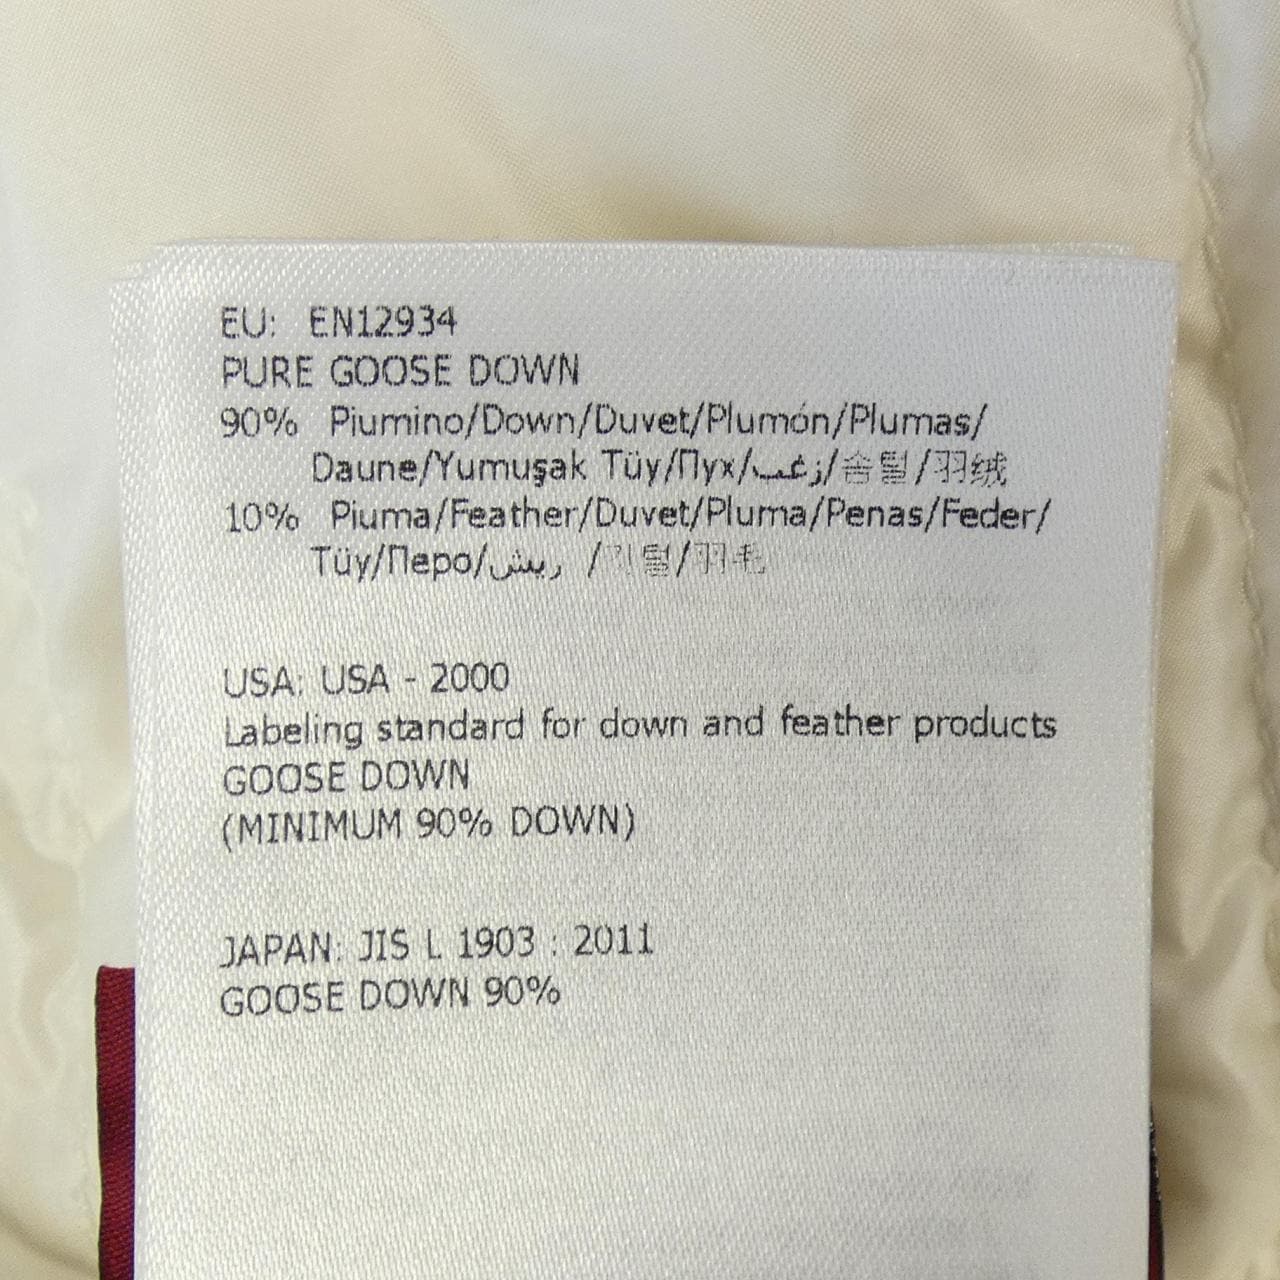 EU: EN12934
PURE GOOSE DOWN
90% Piumino/Down/Duvet/Plumón/Plumas/
Daune/Yumuşak Tüy/Пух/زغب/솜털/羽绒
10% Piuma/Feather/Duvet/Pluma/Penas/Feder/
Tüy/Перо/ريش /깃털/羽毛
USA: USA - 2000
Labeling standard for down and feather products
GOOSE DOWN
(MINIMUM 90% DOWN)
JAPAN: JIS L 1903 : 2011
GOOSE DOWN 90%